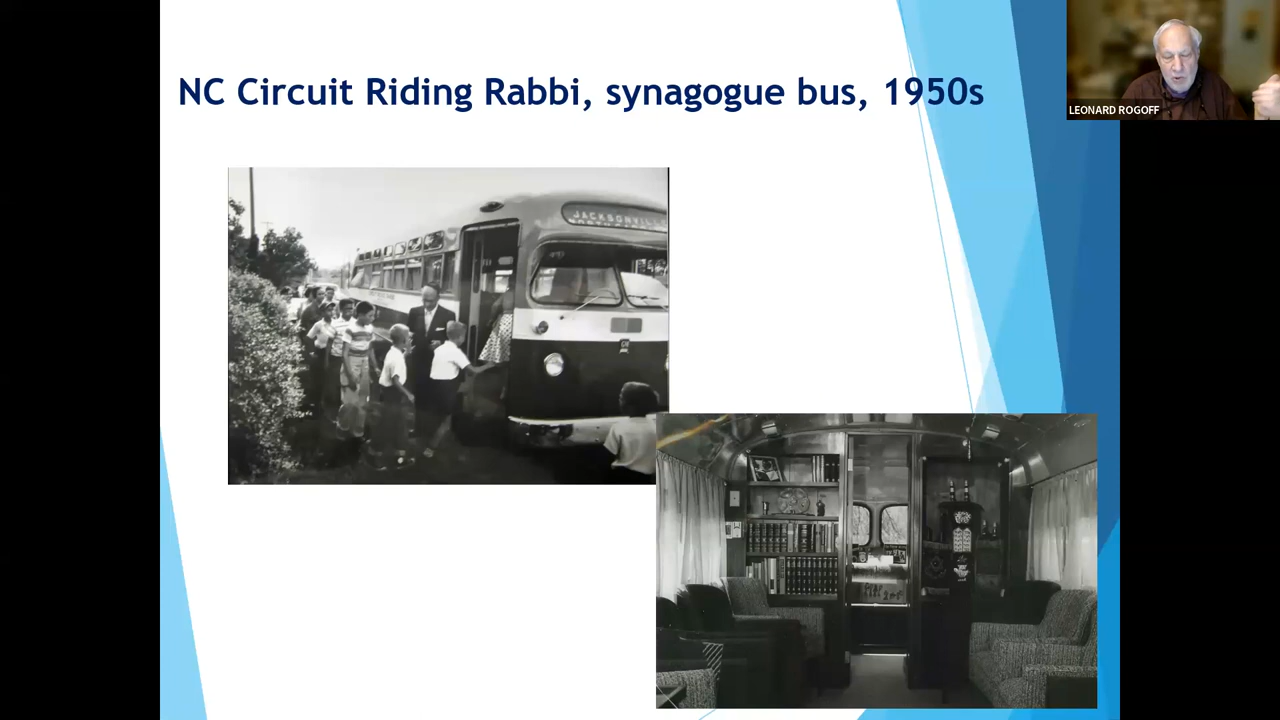 NC Circuit Riding Rabbi, synagogue bus, 1950s
LEONARD ROGOFF
JACKSONVILLE